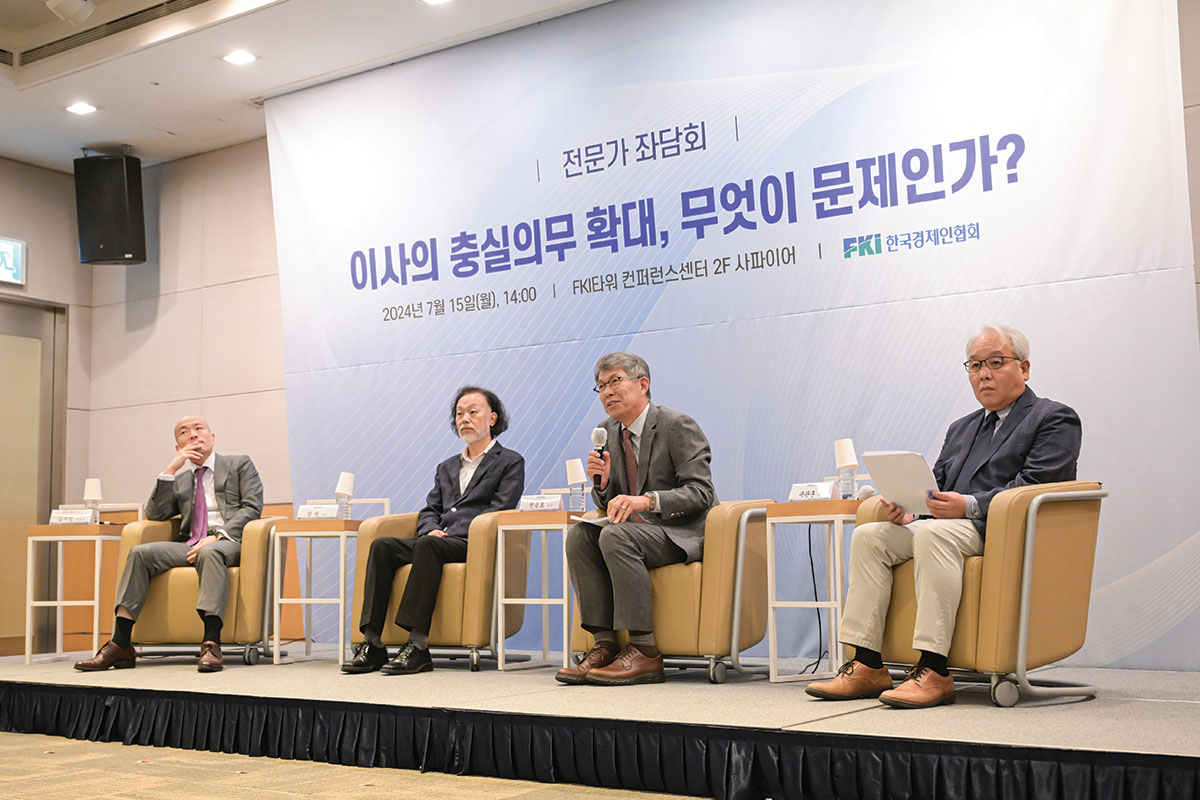 전문가 좌담회
이사의 충실의무 확대, 무엇이 문제인가?
2024년 7월 15일(월), 14:00 | FKI타워 컨퍼런스센터 2F 사파이어 | FKI 한국경제인협회